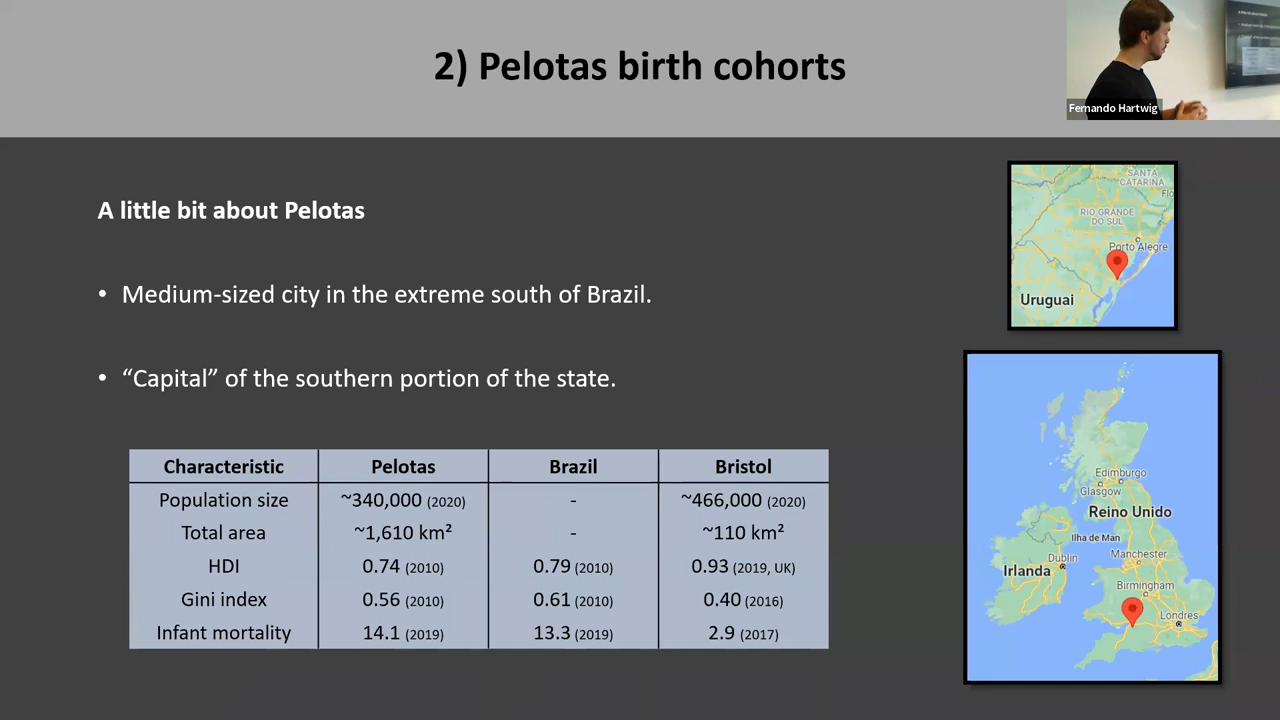 2) Pelotas birth cohorts
Fernando Hartwig
A little bit about Pelotas
• Medium-sized city in the extreme south of Brazil.
• “Capital” of the southern portion of the state.
Characteristic Pelotas Brazil Bristol
Population size ~340,000 (2020) - ~466,000 (2020)
Total area ~1,610 km² - ~110 km²
HDI 0.74 (2010) 0.79 (2010) 0.93 (2019, UK)
Gini index 0.56 (2010) 0.61 (2010) 0.40 (2016)
Infant mortality 14.1 (2019) 13.3 (2019) 2.9 (2017)
SANTA
CATARINA
Flo
RIO GRANDE
DO SUL
Porto Alegre
Uruguai
Edimburgo
Glasgow
Reino Unido
Ilha de Man
Dublin
Irlanda
Manchester
Birmingham
Londres